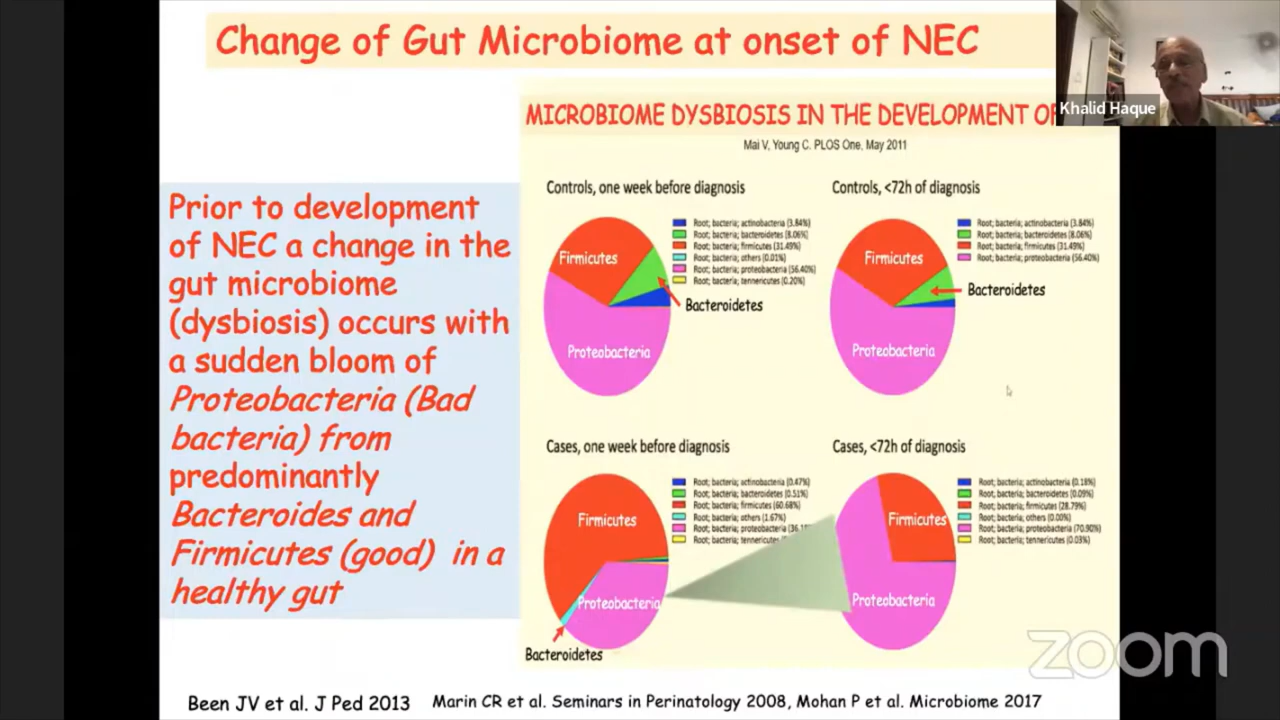 Change of Gut Microbiome at onset of NEC
Khalid Haque
MICROBIOME DYSBIOSIS IN THE DEVELOPMENT OF
Mai V, Young C. PLOS One, May 2011
Prior to development
of NEC a change in the
gut microbiome
(dysbiosis) occurs with
a sudden bloom of
Proteobacteria (Bad
bacteria) from
predominantly
Bacteroides and
Firmicutes (good) in a
healthy gut
Controls, one week before diagnosis
Root; bacteria; actinobacteria (3.84%)
Root; bacteria; bacteroidetes (8.06%)
Root; bacteria; firmicutes (31.49%)
Root; bacteria; others (0.01%)
Root; bacteria; proteobacteria (56.40%)
Root; bacteria; tennericutes (0.20%)
Firmicutes
Bacteroidetes
Proteobacteria
Controls, <72h of diagnosis
Root; bacteria; actinobacteria (3.84%)
Root; bacteria; bacteroidetes (8.06%)
Root; bacteria; firmicutes (31.49%)
Root; bacteria; proteobacteria (56.40%)
Firmicutes
Bacteroidetes
Proteobacteria
Cases, one week before diagnosis
Root; bacteria; actinobacteria (0.47%)
Root; bacteria; bacteroidetes (0.51%)
Root; bacteria; firmicutes (60.68%)
Root; bacteria; others (1.67%)
Root; bacteria; proteobacteria
Root; bacteria; tennericutes
Firmicutes
Proteobacteria
Bacteroidetes
Cases, <72h of diagnosis
Root; bacteria; actinobacteria (0.18%)
Root; bacteria; bacteroidetes (0.09%)
Root; bacteria; firmicutes (28.79%)
Root; bacteria; others (0.00%)
Root; bacteria; proteobacteria (70.90%)
Root; bacteria; tennericutes (0.03%)
Firmicutes
Proteobacteria
zoom
Been JV et al. J Ped 2013 Marin CR et al. Seminars in Perinatology 2008, Mohan P et al. Microbiome 2017